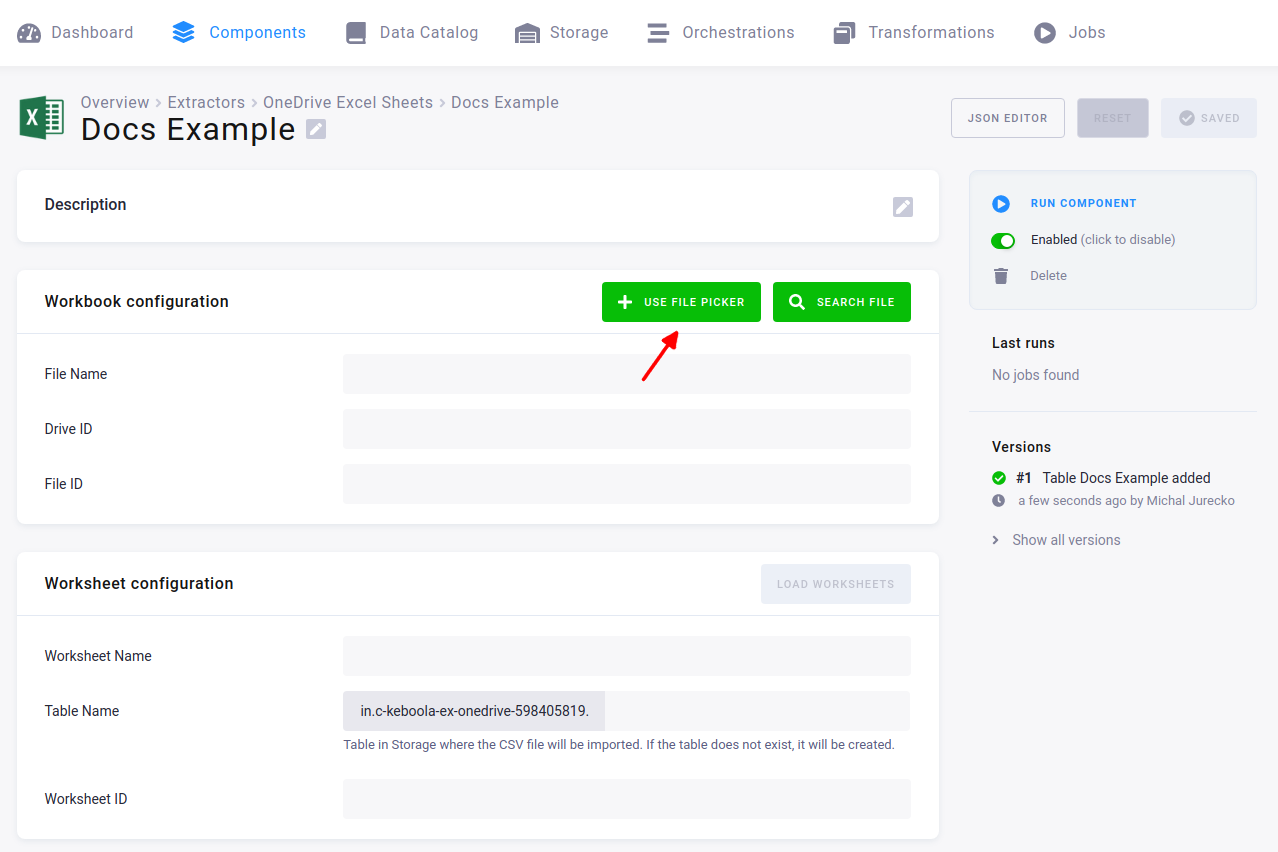 Dashboard Components Data Catalog Storage Orchestrations Transformations Jobs
Overview > Extractors > OneDrive Excel Sheets > Docs Example
Docs Example
JSON EDITOR RESET SAVED
Description
Workbook configuration USE FILE PICKER SEARCH FILE
File Name
Drive ID
File ID
Worksheet configuration LOAD WORKSHEETS
Worksheet Name
Table Name in.c-keboola-ex-onedrive-598405819.
Table in Storage where the CSV file will be imported. If the table does not exist, it will be created.
Worksheet ID
RUN COMPONENT
Enabled (click to disable)
Delete
Last runs
No jobs found
Versions
#1 Table Docs Example added
a few seconds ago by Michal Jurecko
Show all versions